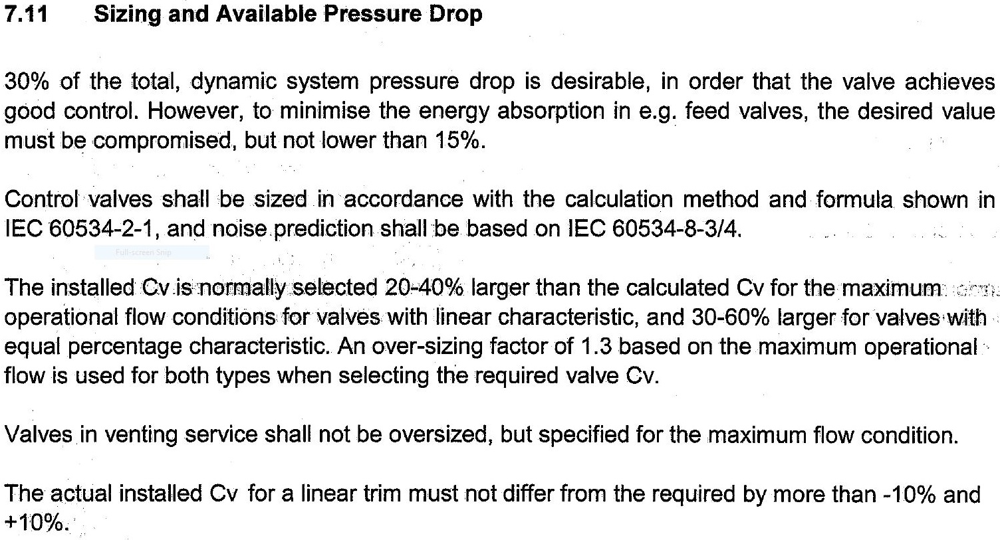 7.11 Sizing and Available Pressure Drop
30% of the total, dynamic system pressure drop is desirable, in order that the valve achieves
good control. However, to minimise the energy absorption in e.g. feed valves, the desired value
must be compromised, but not lower than 15%.
Control valves shall be sized in accordance with the calculation method and formula shown in
IEC 60534-2-1, and noise prediction shall be based on IEC 60534-8-3/4.
Full-screen Snip
The installed Cv is normally selected 20-40% larger than the calculated Cv for the maximum
operational flow conditions for valves with linear characteristic, and 30-60% larger for valves with
equal percentage characteristic. An over-sizing factor of 1.3 based on the maximum operational
flow is used for both types when selecting the required valve Cv.
Valves in venting service shall not be oversized, but specified for the maximum flow condition.
The actual installed Cv for a linear trim must not differ from the required by more than -10% and
+10%.